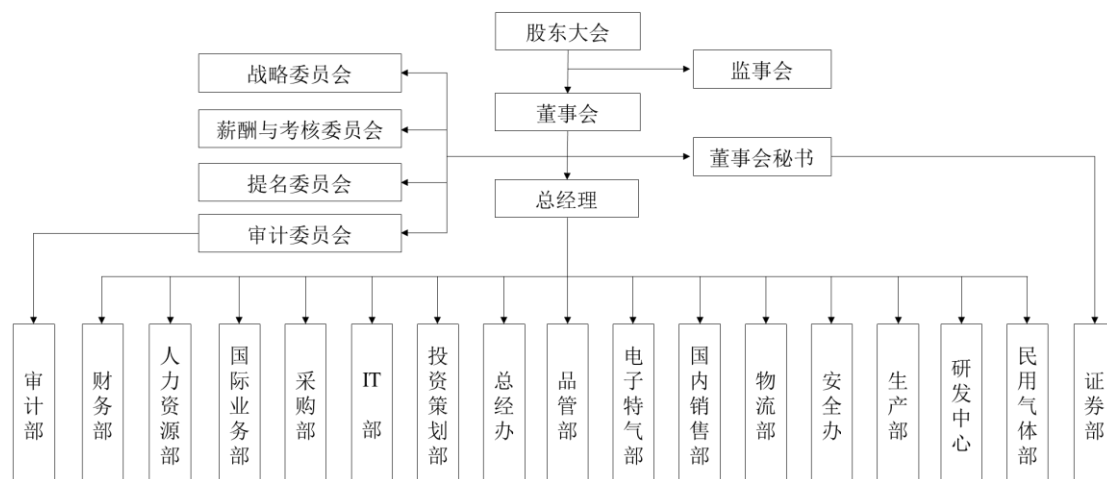 股东大会
战略委员会
监事会
董事会
薪酬与考核委员会
董事会秘书
提名委员会
总经理
审计委员会
审计部
财务部
人力资源部
国际业务部
采购部
IT 部
投资策划部
总经办
品管部
电子特气部
国内销售部
物流部
安全办
生产部
研发中心
民用气体部
证券部